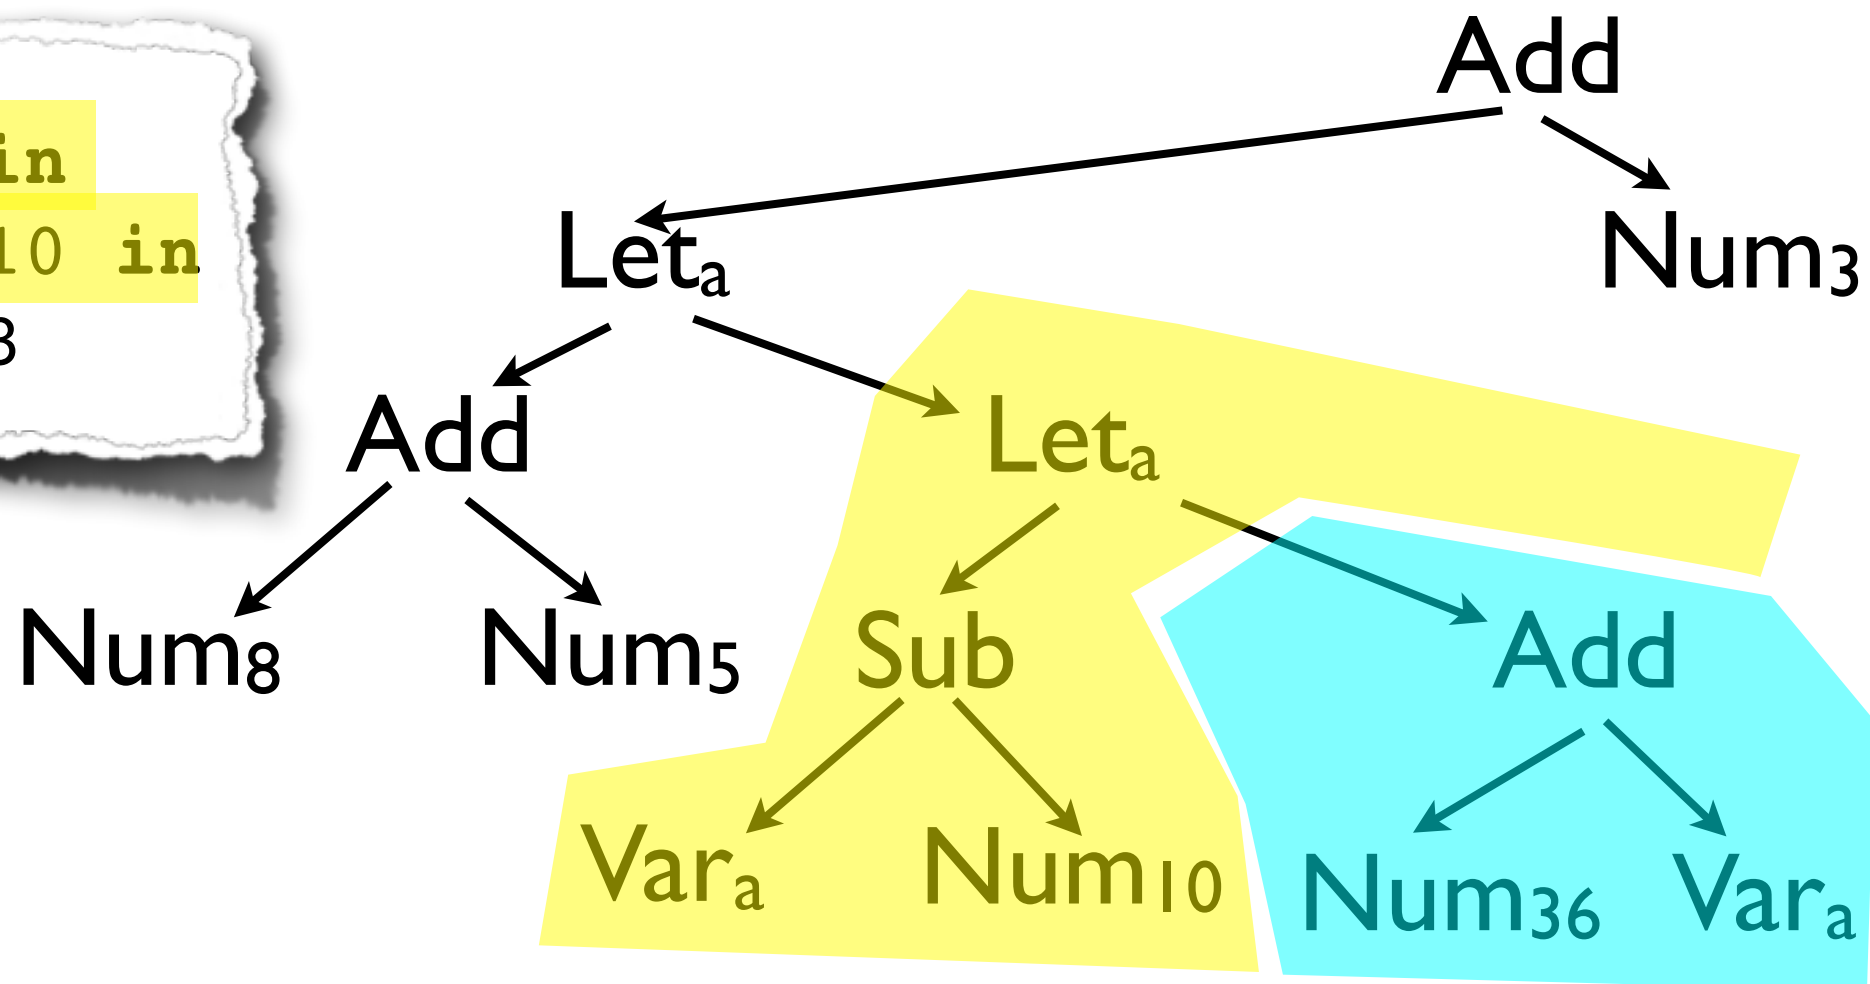 in
10 in
3
Add
Leta
Num3
Add
Leta
Num8
Num5
Sub
Add
Vara
Num10
Num36
Vara